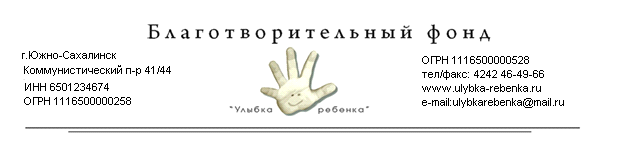 Благотворительный фонд
г.Южно-Сахалинск
Коммунистический п-р 41/44
ИНН 6501234674
ОГРН 1116500000258
"Улыбка ребенка"
ОГРН 1116500000528
тел/факс: 4242 46-49-66
www.ulybka-rebenka.ru
e-mail:ulybkarebenka@mail.ru